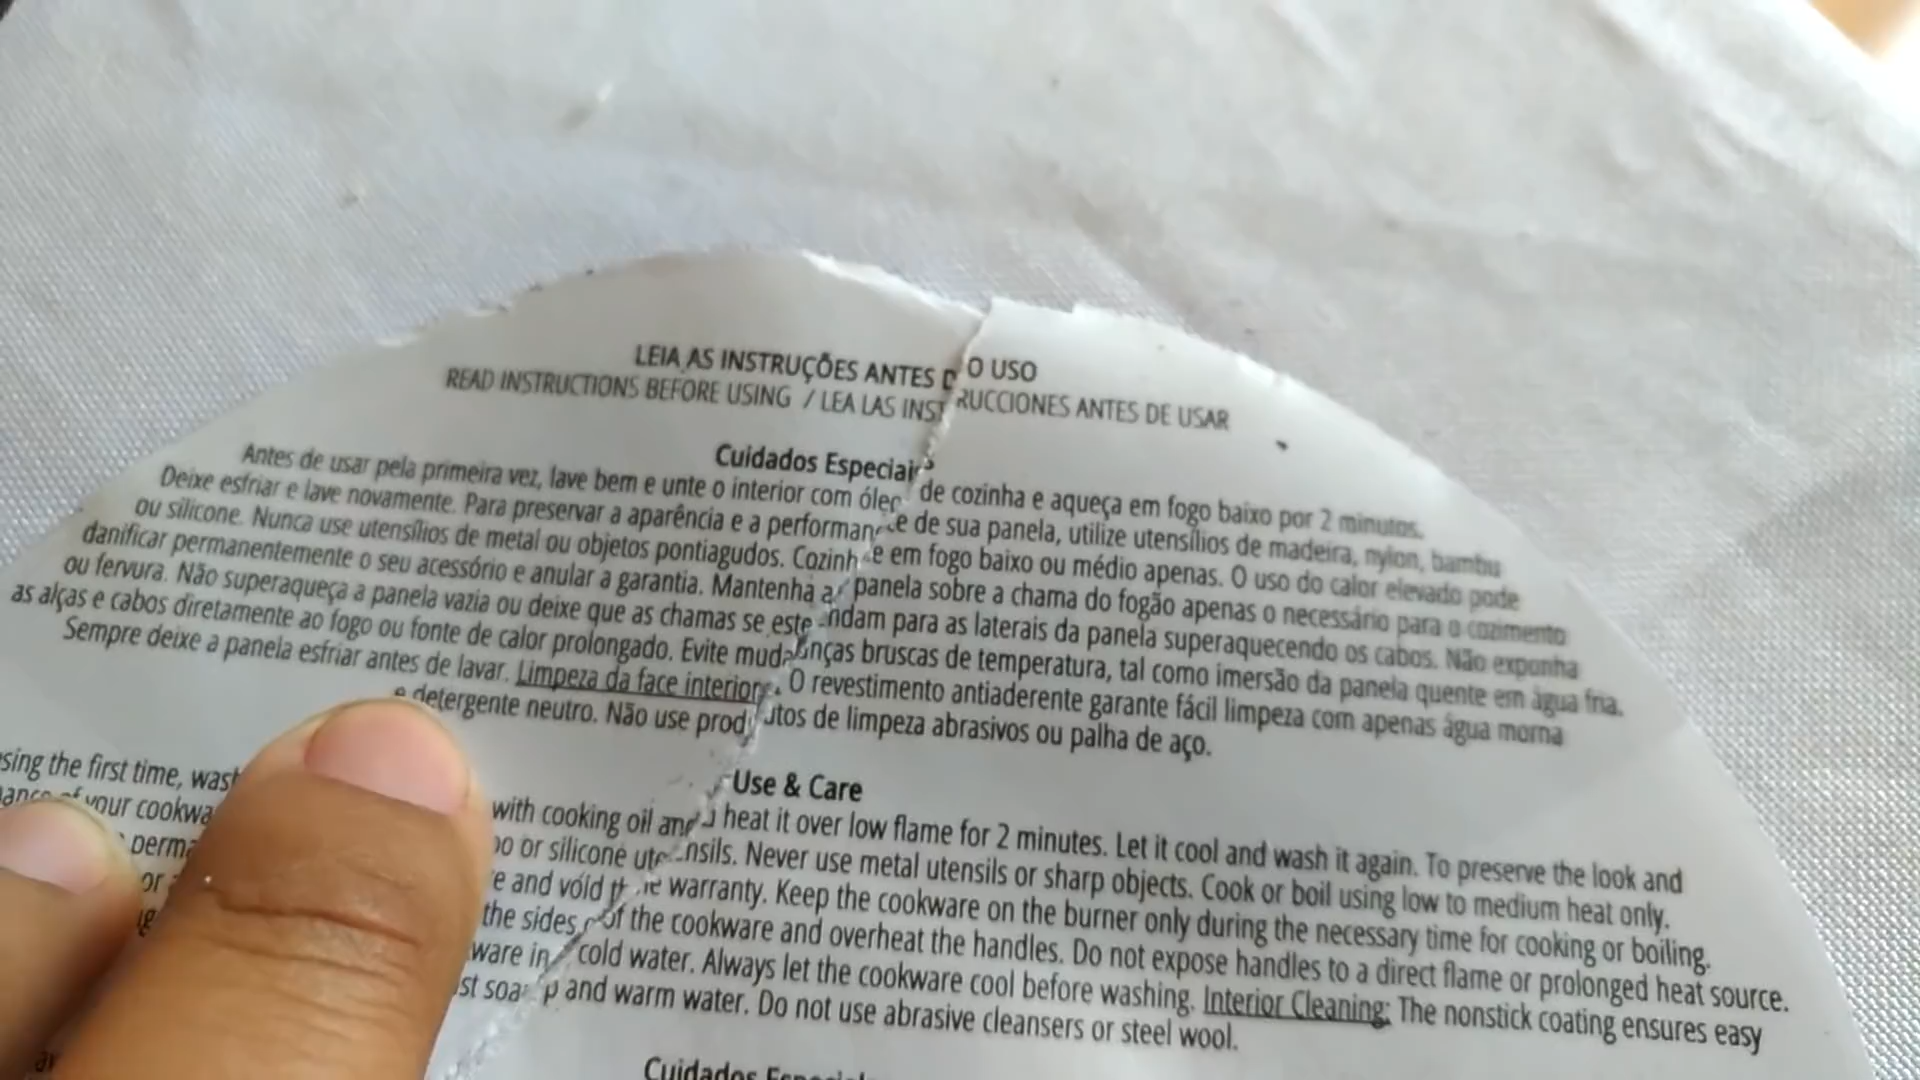 LEIA AS INSTRUÇÕES ANTES DO USO
READ INSTRUCTIONS BEFORE USING / LEA LAS INSTRUCCIONES ANTES DE USAR
Cuidados Especiais
Antes de usar pela primeira vez, lave bem e unte o interior com óleo de cozinha e aqueça em fogo baixo por 2 minutos.
Deixe esfriar e lave novamente. Para preservar a aparência e a performance de sua panela, utilize utensílios de madeira, nylon, bambu
ou silicone. Nunca use utensílios de metal ou objetos pontiagudos. Cozinhe em fogo baixo ou médio apenas. O uso do calor elevado pode
danificar permanentemente o seu acessório e anular a garantia. Mantenha a panela sobre a chama do fogão apenas o necessário para o cozimento
ou fervura. Não superaqueça a panela vazia ou deixe que as chamas se estendam para as laterais da panela superaquecendo os cabos. Não exponha
as alças e cabos diretamente ao fogo ou fonte de calor prolongado. Evite mudanças bruscas de temperatura, tal como imersão da panela quente em água fria.
Sempre deixe a panela esfriar antes de lavar. Limpeza da face interior: O revestimento antiaderente garante fácil limpeza com apenas água morna
e detergente neutro. Não use produtos de limpeza abrasivos ou palha de aço.
Use & Care
using the first time, wash with cooking oil and heat it over low flame for 2 minutes. Let it cool and wash it again. To preserve the look and
of your cookwa or silicone utensils. Never use metal utensils or sharp objects. Cook or boil using low to medium heat only.
perma and void the warranty. Keep the cookware on the burner only during the necessary time for cooking or boiling.
or the sides of the cookware and overheat the handles. Do not expose handles to a direct flame or prolonged heat source.
ware in cold water. Always let the cookware cool before washing. Interior Cleaning: The nonstick coating ensures easy
soap and warm water. Do not use abrasive cleansers or steel wool.
Cuidados Especial